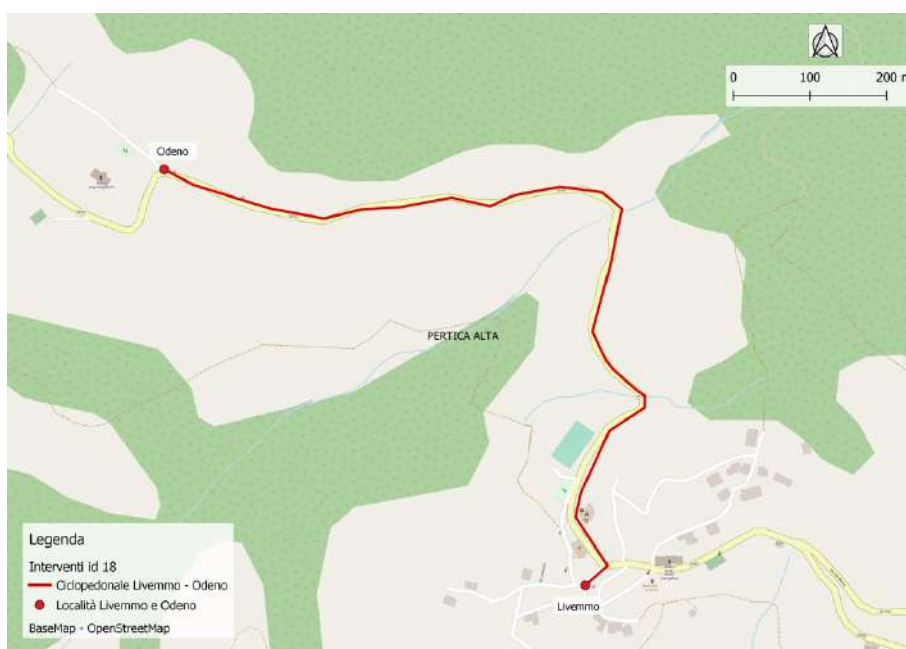 0 100 200 m
Odeno
PERTICA ALTA
Livemmo
Legenda
Interventi id 18
Ciclopedonale Livemmo - Odeno
Località Livemmo e Odeno
BaseMap - OpenStreetMap